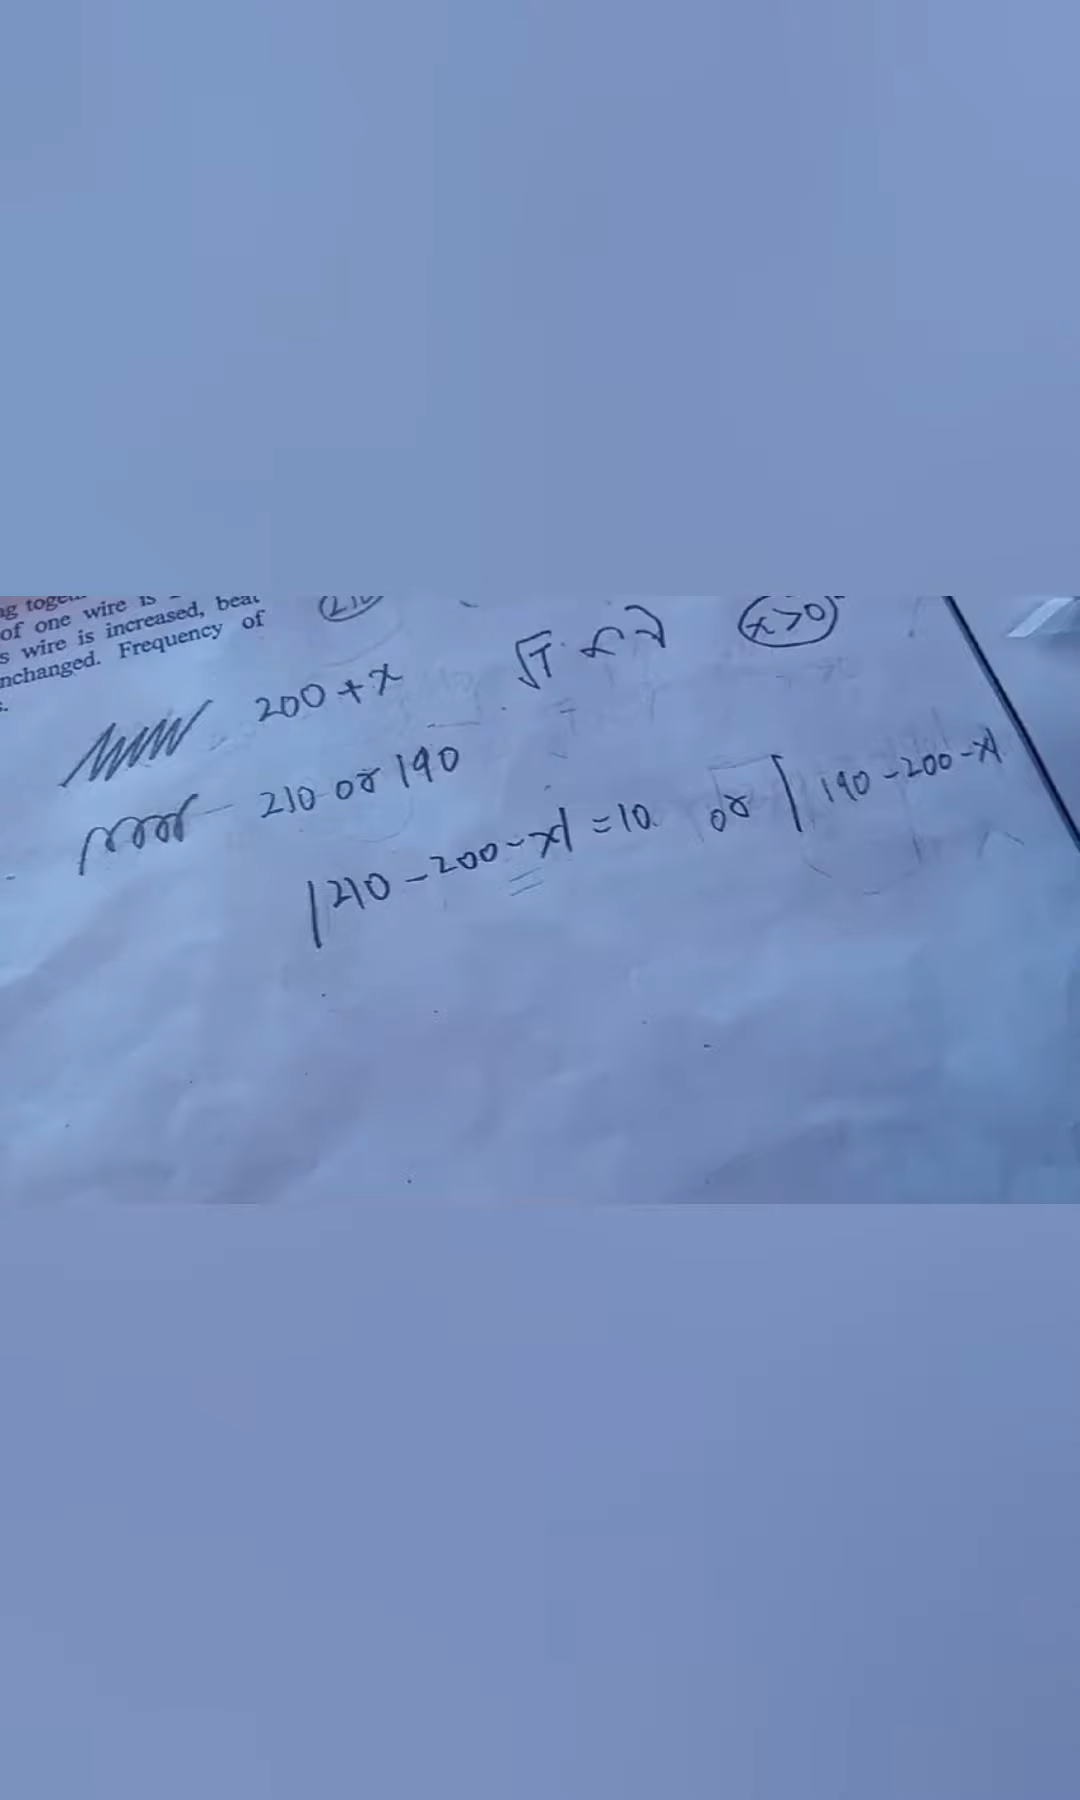 of one wire is
wire is increased, beat
nchanged. Frequency of
200 + x
√T ∝ ν
x > 0
210 or 190
|210 - 200 - x| = 10 or |190 - 200 - x|